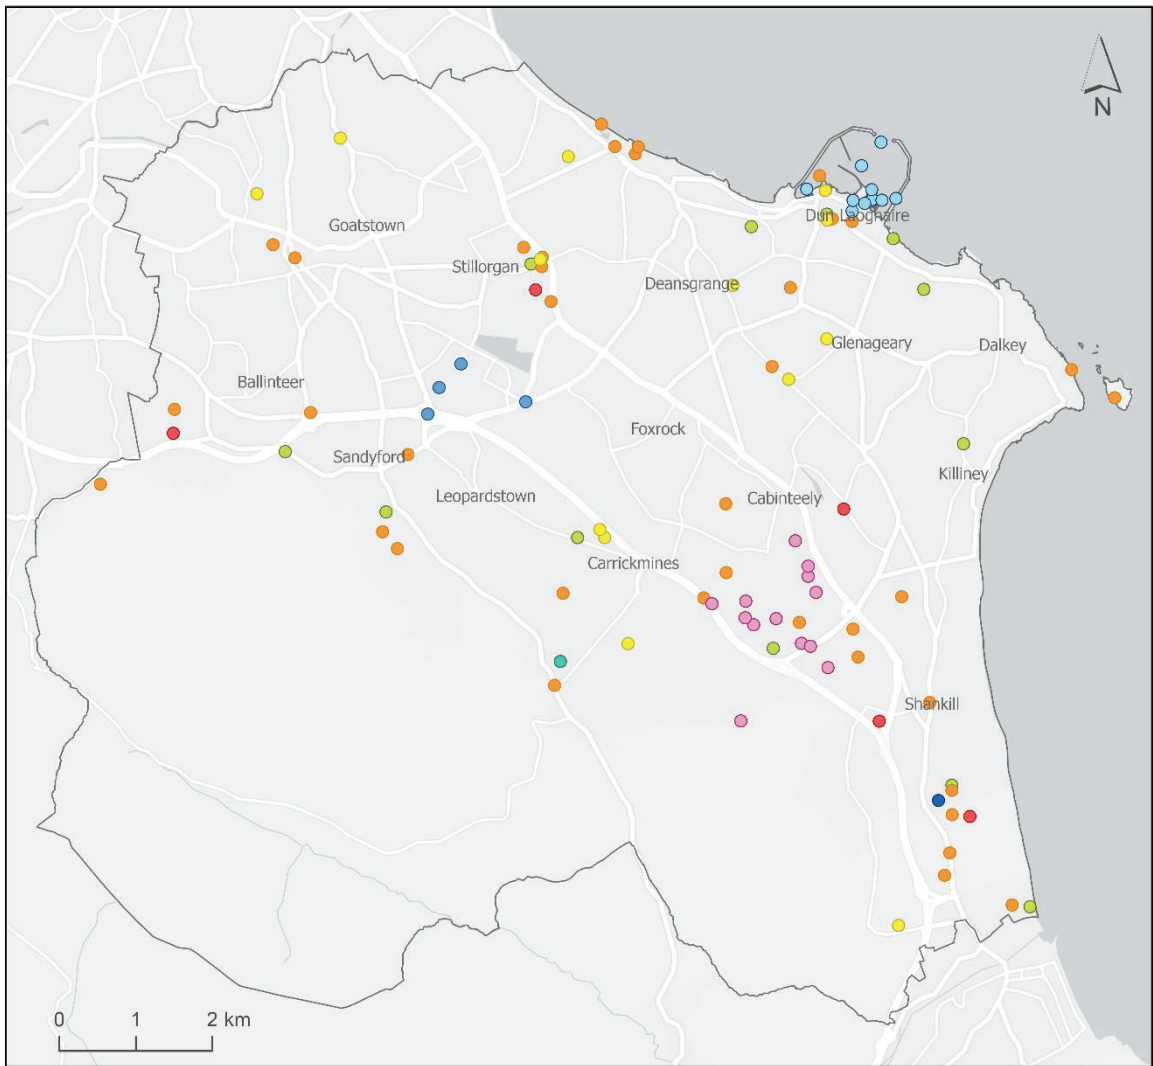 N
Dun Laoghaire
Goatstown
Stillorgan
Deansgrange
Glenageary
Dalkey
Ballinteer
Foxrock
Sandyford
Killiney
Leopardstown
Cabinteely
Carrickmines
Shankill
0 1 2 km